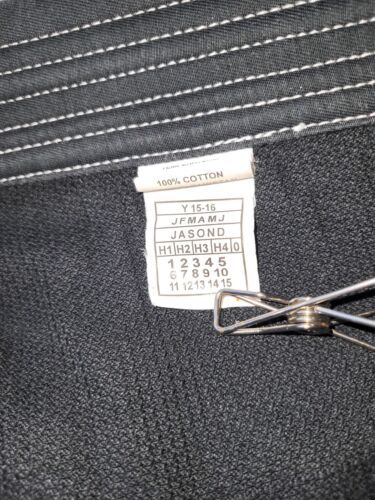 100% COTTON
Y 15-16
JFMAMJ
JASOND
H1 H2 H3 H4 0
1 2 3 4 5
6 7 8 9 10
11 12 13 14 15